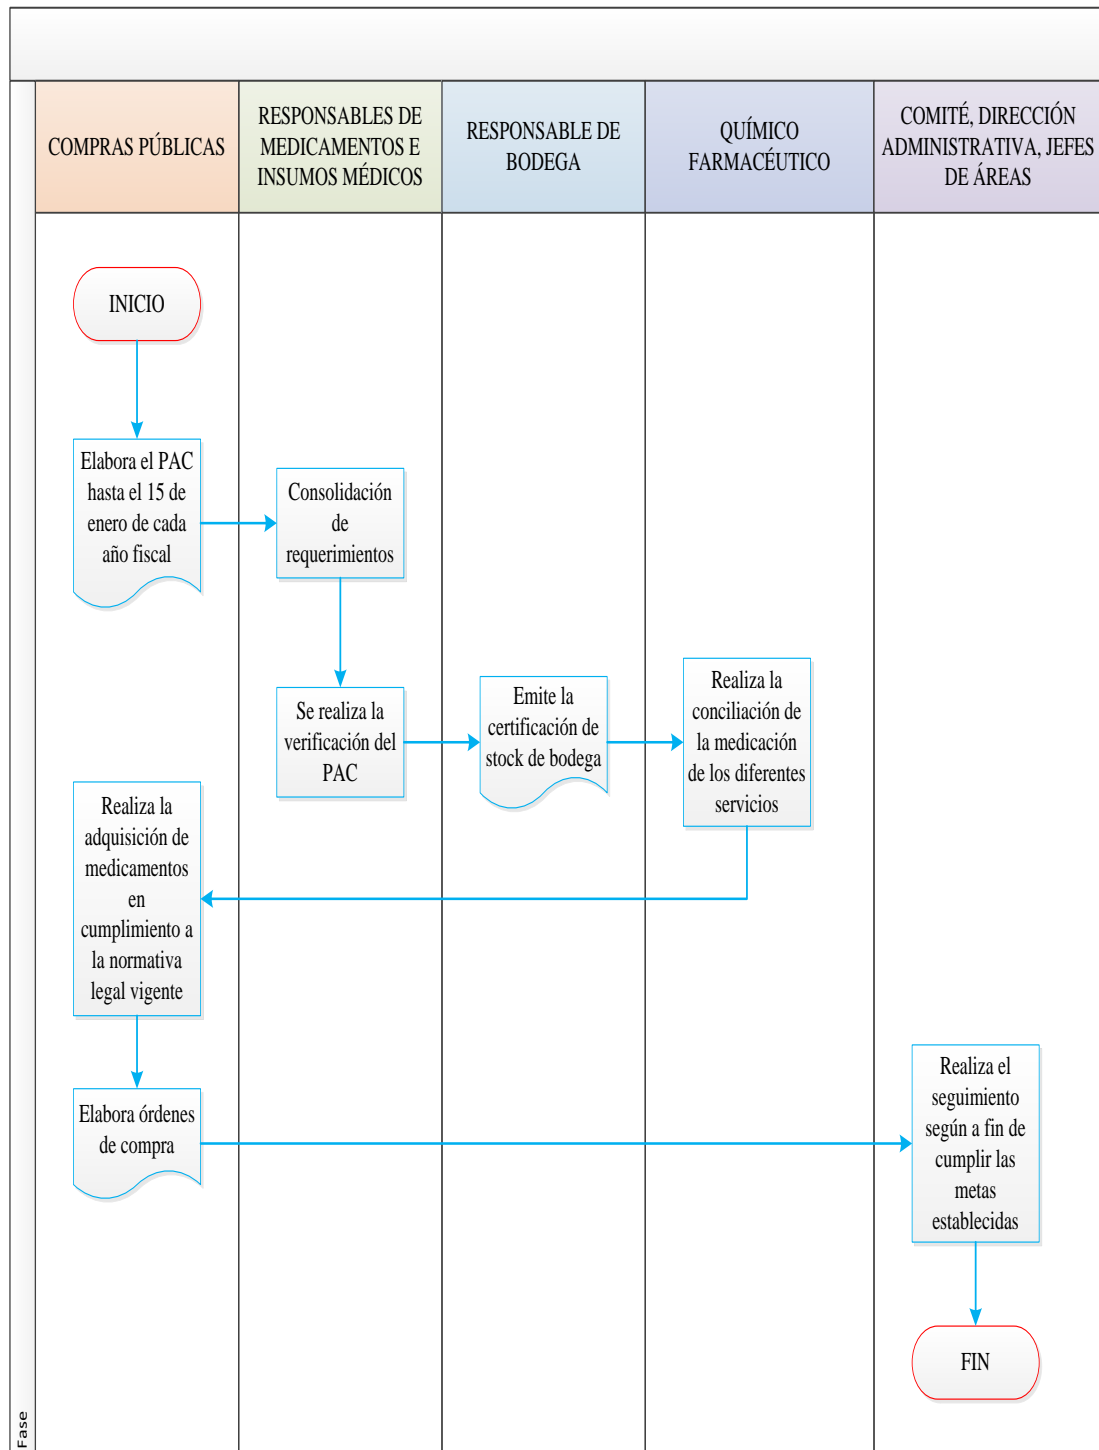 COMPRAS PÚBLICAS
RESPONSABLES DE
MEDICAMENTOS E
INSUMOS MÉDICOS
RESPONSABLE DE
BODEGA
QUÍMICO
FARMACÉUTICO
COMITÉ, DIRECCIÓN
ADMINISTRATIVA, JEFES
DE ÁREAS
INICIO
Elabora el PAC
hasta el 15 de
enero de cada
año fiscal
Consolidación
de
requerimientos
Se realiza la
verificación del
PAC
Emite la
certificación de
stock de bodega
Realiza la
conciliación de
la medicación
de los diferentes
servicios
Realiza la
adquisición de
medicamentos
en
cumplimiento a
la normativa
legal vigente
Elabora órdenes
de compra
Realiza el
seguimiento
según a fin de
cumplir las
metas
establecidas
FIN
Fase